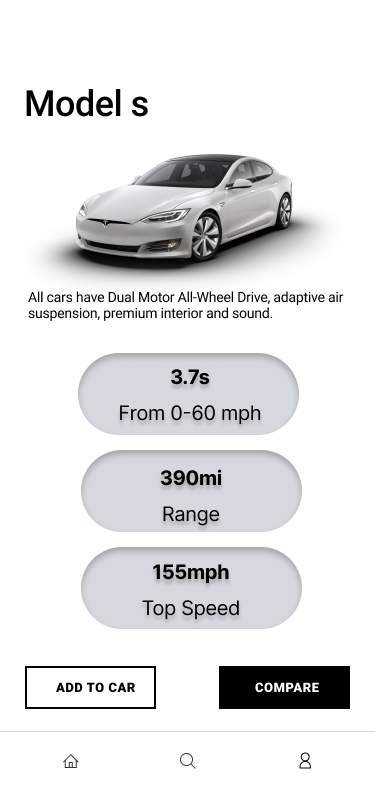 Model s
All cars have Dual Motor All-Wheel Drive, adaptive air
suspension, premium interior and sound.
3.7s
From 0-60 mph
390mi
Range
155mph
Top Speed
ADD TO CAR
COMPARE